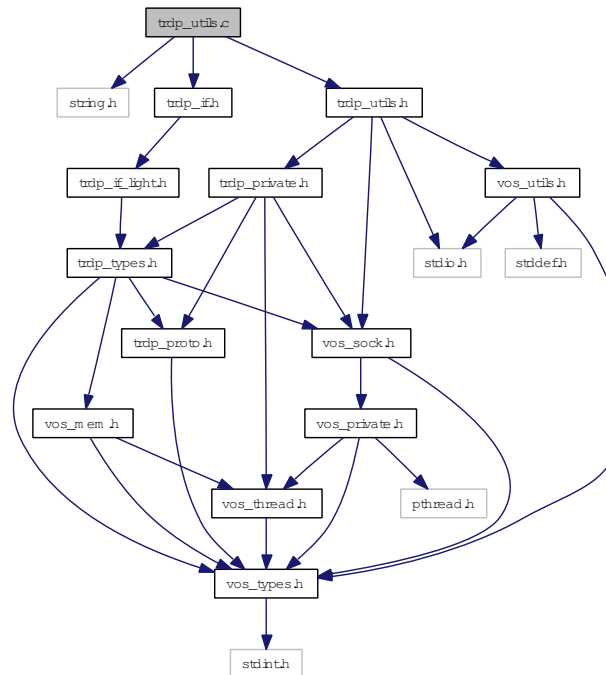 trdp_utils.c
string.h
trdp_if.h
trdp_utils.h
trdp_if_light.h
trdp_private.h
vos_utils.h
trdp_types.h
stdio.h
stddef.h
trdp_proto.h
vos_sock.h
vos_mem.h
vos_private.h
vos_thread.h
pthread.h
vos_types.h
stdint.h